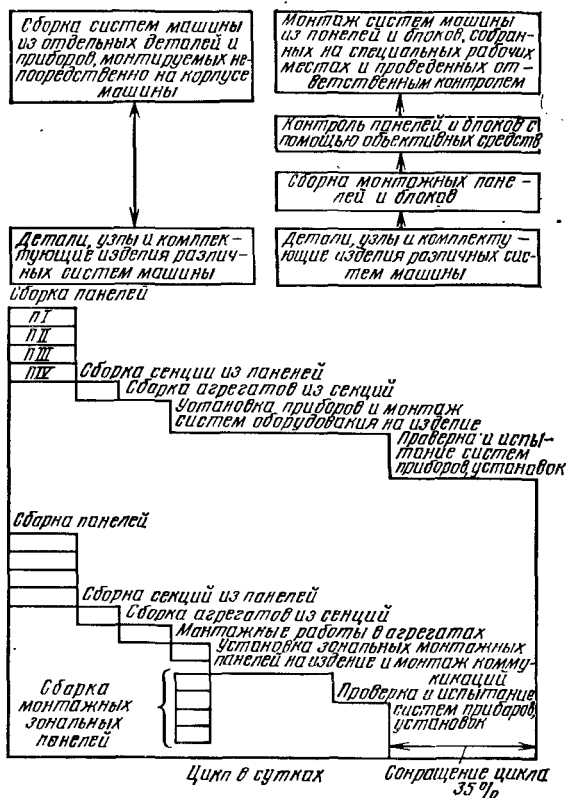 Сборка систем машины
из отдельных деталей и
приборов, монтируемых не-
посредственно на корпусе
машины
Монтаж систем машины
из панелей и блоков, собран-
ных на специальных рабочих
местах и проведенных от-
ветственным контролем
Контроль панелей и блоков с
помощью объективных средств
Сборка монтажных пане-
лей и блоков
Детали, узлы и комплек-
тующие изделия различ-
ных систем машины
Детали, узлы и комплекту-
ющие изделия различных сис-
тем машины
Сборка панелей
П I
П II
П III
П IV
Сборка секции из панелей
Сборка агрегатов из секций
Установка приборов и монтаж
систем оборудования на изделие
Проверка и испы-
тание систем
приборов, установок
Сборка панелей
Сборка секций из панелей
Сборка агрегатов из секций
Монтажные работы в агрегатах
Установка зональных монтажных
панелей на изделие и монтаж комму-
никаций
Проверка и испытание
систем приборов,
установок
Сборка
монтажных
зональных
панелей
Цикл в сутках
Сокращение цикла
35%